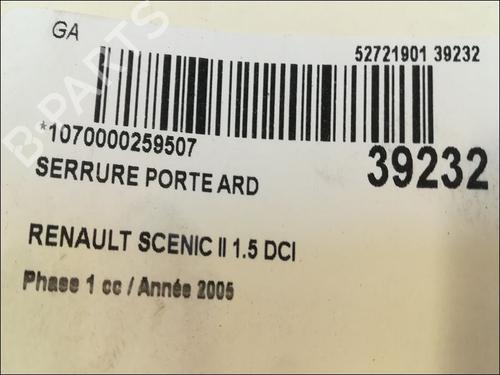 GA
52721901 39232
*1070000259507
39232
SERRURE PORTE ARD
RENAULT SCENIC II 1.5 DCI
Phase 1 cc / Année 2005
B-PARTS